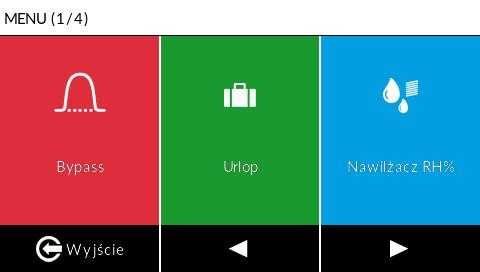 MENU (1/4)
Bypass
Urlop
Nawilżacz RH%
Wyjście